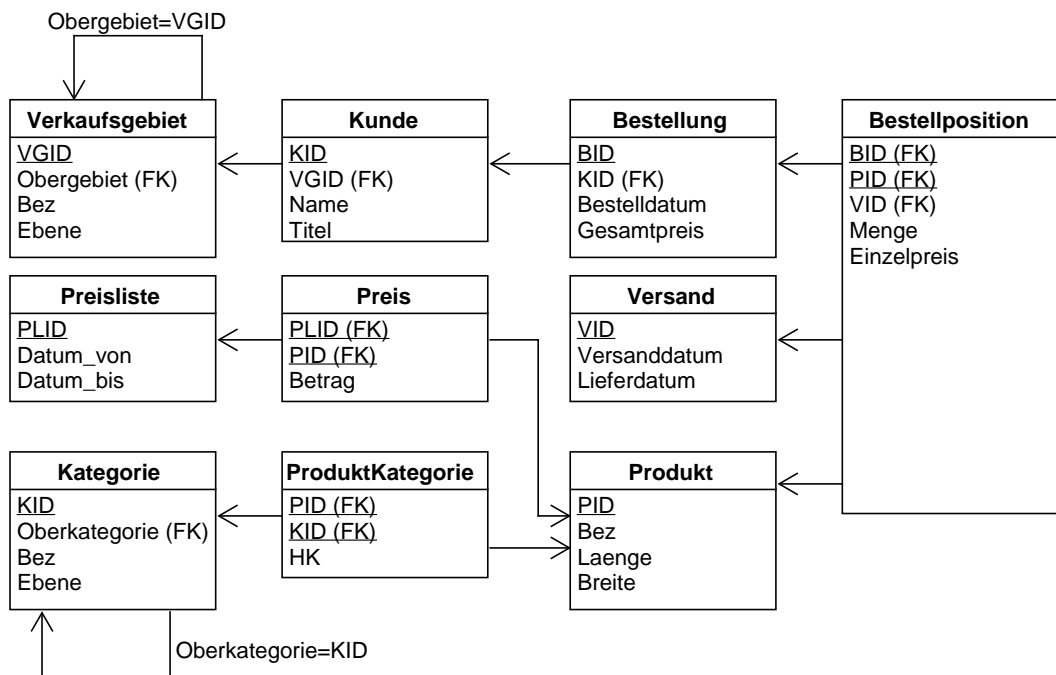 Obergebiet=VGID
Verkaufsgebiet
VGID
Obergebiet (FK)
Bez
Ebene
Kunde
KID
VGID (FK)
Name
Titel
Bestellung
BID
KID (FK)
Bestelldatum
Gesamtpreis
Bestellposition
BID (FK)
PID (FK)
VID (FK)
Menge
Einzelpreis
Preisliste
PLID
Datum_von
Datum_bis
Preis
PLID (FK)
PID (FK)
Betrag
Versand
VID
Versanddatum
Lieferdatum
Kategorie
KID
Oberkategorie (FK)
Bez
Ebene
ProduktKategorie
PID (FK)
KID (FK)
HK
Produkt
PID
Bez
Laenge
Breite
Oberkategorie=KID